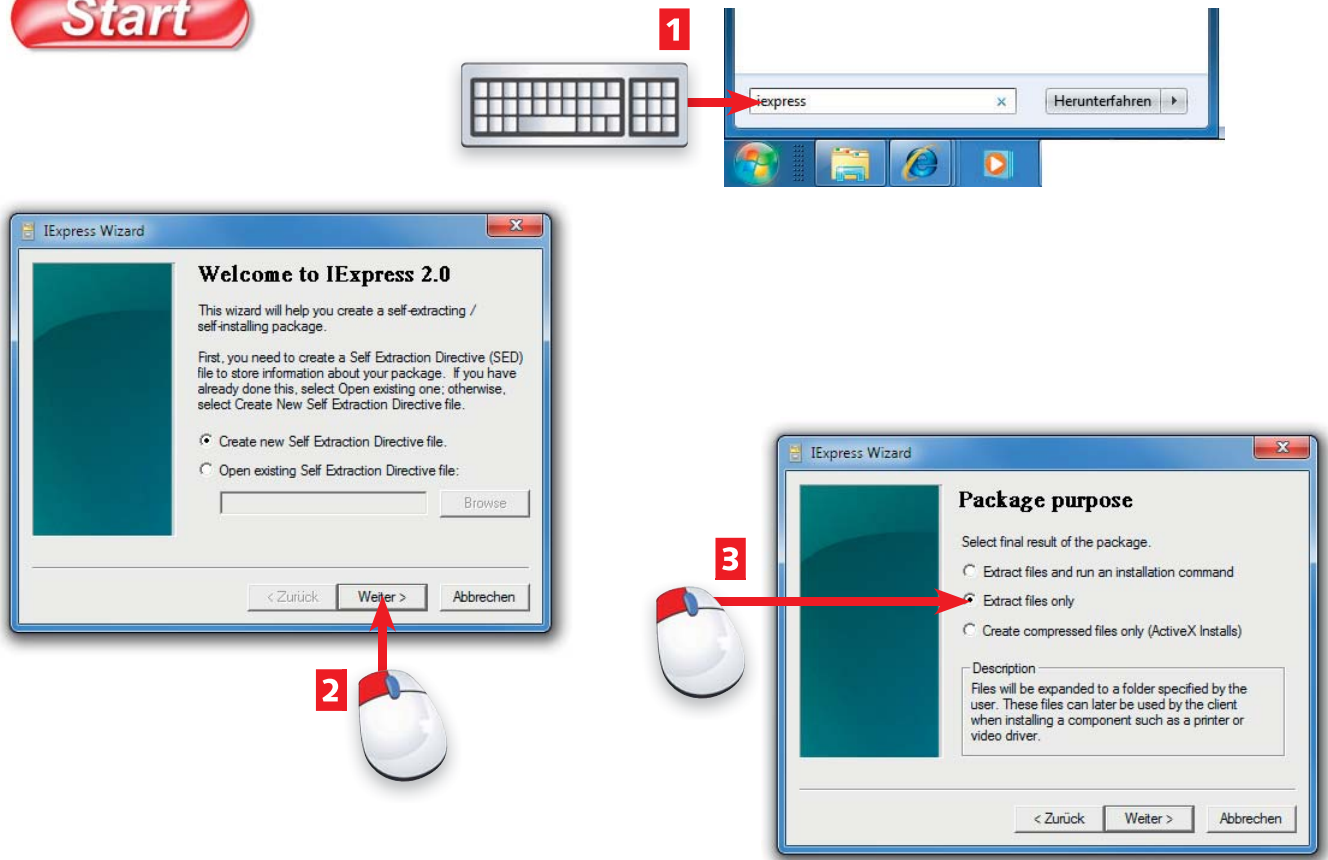 Start
1
iexpress
Herunterfahren
IExpress Wizard
Welcome to IExpress 2.0
This wizard will help you create a self-extracting /
self-installing package.
First, you need to create a Self Extraction Directive (SED)
file to store information about your package. If you have
already done this, select Open existing one; otherwise,
select Create New Self Extraction Directive file.
Create new Self Extraction Directive file.
Open existing Self Extraction Directive file:
Browse
< Zurück
Weiter >
Abbrechen
2
3
IExpress Wizard
Package purpose
Select final result of the package.
Extract files and run an installation command
Extract files only
Create compressed files only (ActiveX Installs)
Description
Files will be expanded to a folder specified by the
user. These files can later be used by the client
when installing a component such as a printer or
video driver.
< Zurück
Weiter >
Abbrechen